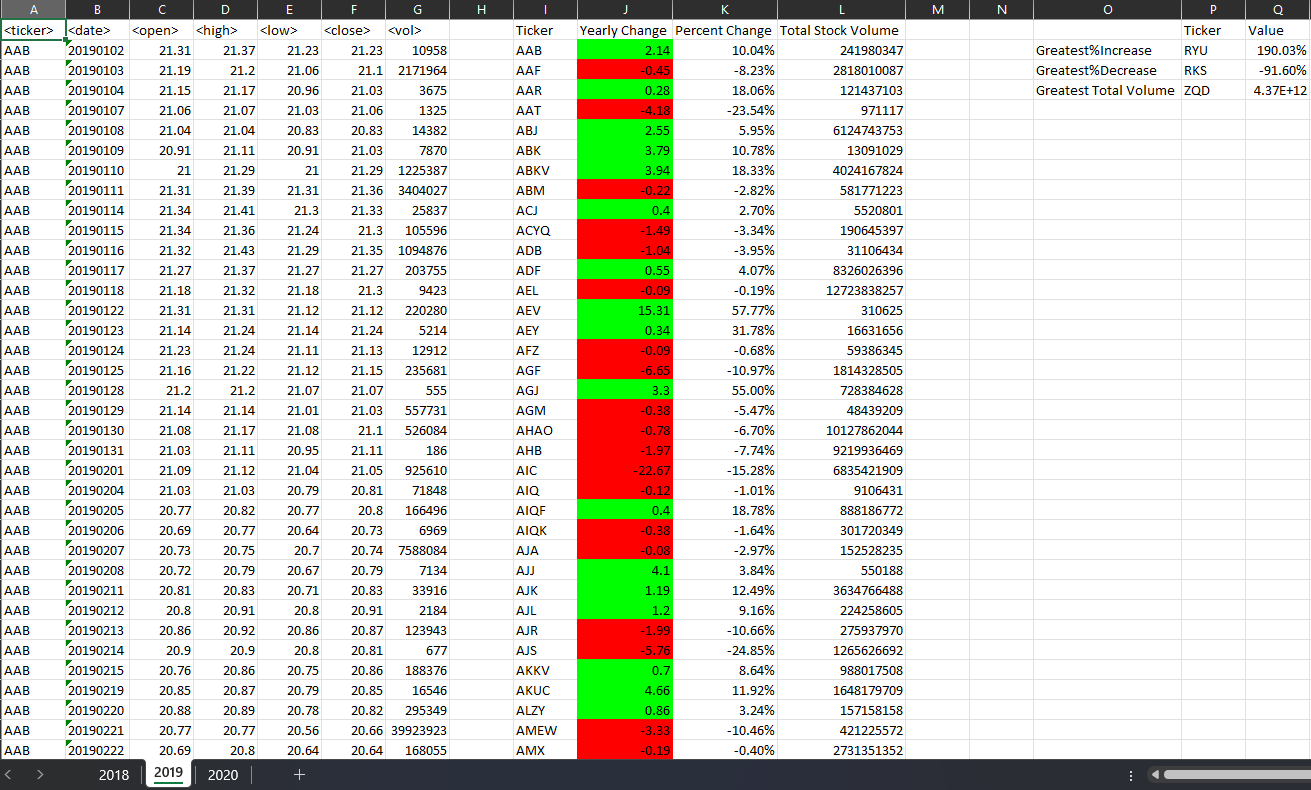 A B C D E F G H I J K L M N O P Q
<ticker> <date> <open> <high> <low> <close> <vol> Ticker Yearly Change Percent Change Total Stock Volume Ticker Value
AAB 20190102 21.31 21.37 21.23 21.23 10958 AAB 2.14 10.04% 241980347 Greatest%Increase RYU 190.03%
AAB 20190103 21.19 21.2 21.06 21.1 2171964 AAF -0.45 -8.23% 2818010087 Greatest%Decrease RKS -91.60%
AAB 20190104 21.15 21.17 20.96 21.03 3675 AAR 0.28 18.06% 121437103 Greatest Total Volume ZQD 4.37E+12
AAB 20190107 21.06 21.07 21.03 21.06 1325 AAT -4.18 -23.54% 971117
AAB 20190108 21.04 21.04 20.83 20.83 14382 ABJ 2.55 5.95% 6124743753
AAB 20190109 20.91 21.11 20.91 21.03 7870 ABK 3.79 10.78% 13091029
AAB 20190110 21 21.29 21 21.29 1225387 ABKV 3.94 18.33% 4024167824
AAB 20190111 21.31 21.39 21.31 21.36 3404027 ABM -0.22 -2.82% 581771223
AAB 20190114 21.34 21.41 21.3 21.33 25837 ACJ 0.4 2.70% 5520801
AAB 20190115 21.34 21.36 21.24 21.3 105596 ACYQ -1.49 -3.34% 190645397
AAB 20190116 21.32 21.43 21.29 21.35 1094876 ADB -1.04 -3.95% 31106434
AAB 20190117 21.27 21.37 21.27 21.27 203755 ADF 0.55 4.07% 8326026396
AAB 20190118 21.18 21.32 21.18 21.3 9423 AEL -0.09 -0.19% 12723838257
AAB 20190122 21.31 21.31 21.12 21.12 220280 AEV 15.31 57.77% 310625
AAB 20190123 21.14 21.24 21.14 21.24 5214 AEY 0.34 31.78% 16631656
AAB 20190124 21.23 21.24 21.11 21.13 12912 AFZ -0.09 -0.68% 59386345
AAB 20190125 21.16 21.22 21.12 21.15 235681 AGF -6.65 -10.97% 1814328505
AAB 20190128 21.2 21.2 21.07 21.07 555 AGJ 3.3 55.00% 728384628
AAB 20190129 21.14 21.14 21.01 21.03 557731 AGM -0.38 -5.47% 48439209
AAB 20190130 21.08 21.17 21.08 21.1 526084 AHAO -0.78 -6.70% 10127862044
AAB 20190131 21.03 21.11 20.95 21.11 186 AHB -1.97 -7.74% 9219936469
AAB 20190201 21.09 21.12 21.04 21.05 925610 AIC -22.67 -15.28% 6835421909
AAB 20190204 21.03 21.03 20.79 20.81 71848 AIQ -0.12 -1.01% 9106431
AAB 20190205 20.77 20.82 20.77 20.8 166496 AIQF 0.4 18.78% 888186772
AAB 20190206 20.69 20.77 20.64 20.73 6969 AIQK -0.38 -1.64% 301720349
AAB 20190207 20.73 20.75 20.7 20.74 7588084 AJA -0.08 -2.97% 152528235
AAB 20190208 20.72 20.79 20.67 20.79 7134 AJJ 4.1 3.84% 550188
AAB 20190211 20.81 20.83 20.71 20.83 33916 AJK 1.19 12.49% 3634766488
AAB 20190212 20.8 20.91 20.8 20.91 2184 AJL 1.2 9.16% 224258605
AAB 20190213 20.86 20.92 20.86 20.87 123943 AJR -1.99 -10.66% 275937970
AAB 20190214 20.9 20.9 20.8 20.81 677 AJS -5.76 -24.85% 1265626692
AAB 20190215 20.76 20.86 20.75 20.86 188376 AKKV 0.7 8.64% 988017508
AAB 20190219 20.85 20.87 20.79 20.85 16546 AKUC 4.66 11.92% 1648179709
AAB 20190220 20.88 20.89 20.78 20.82 295349 ALZY 0.86 3.24% 157158158
AAB 20190221 20.77 20.77 20.56 20.66 39923923 AMEW -3.33 -10.46% 421225572
AAB 20190222 20.69 20.8 20.64 20.64 168055 AMX -0.19 -0.40% 2731351352
2018 2019 2020